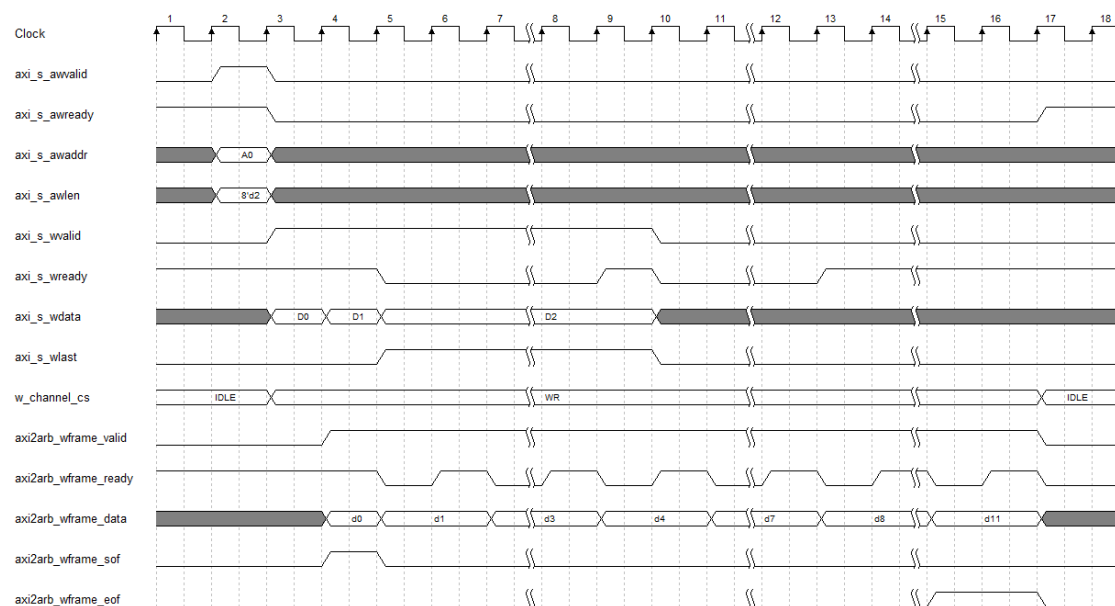 1 2 3 4 5 6 7 8 9 10 11 12 13 14 15 16 17 18
Clock
axi_s_awvalid
axi_s_awready
axi_s_awaddr A0
axi_s_awlen 8'd2
axi_s_wvalid
axi_s_wready
axi_s_wdata D0 D1 D2
axi_s_wlast
w_channel_cs IDLE WR IDLE
axi2arb_wframe_valid
axi2arb_wframe_ready
axi2arb_wframe_data d0 d1 d3 d4 d7 d8 d11
axi2arb_wframe_sof
axi2arb_wframe_eof